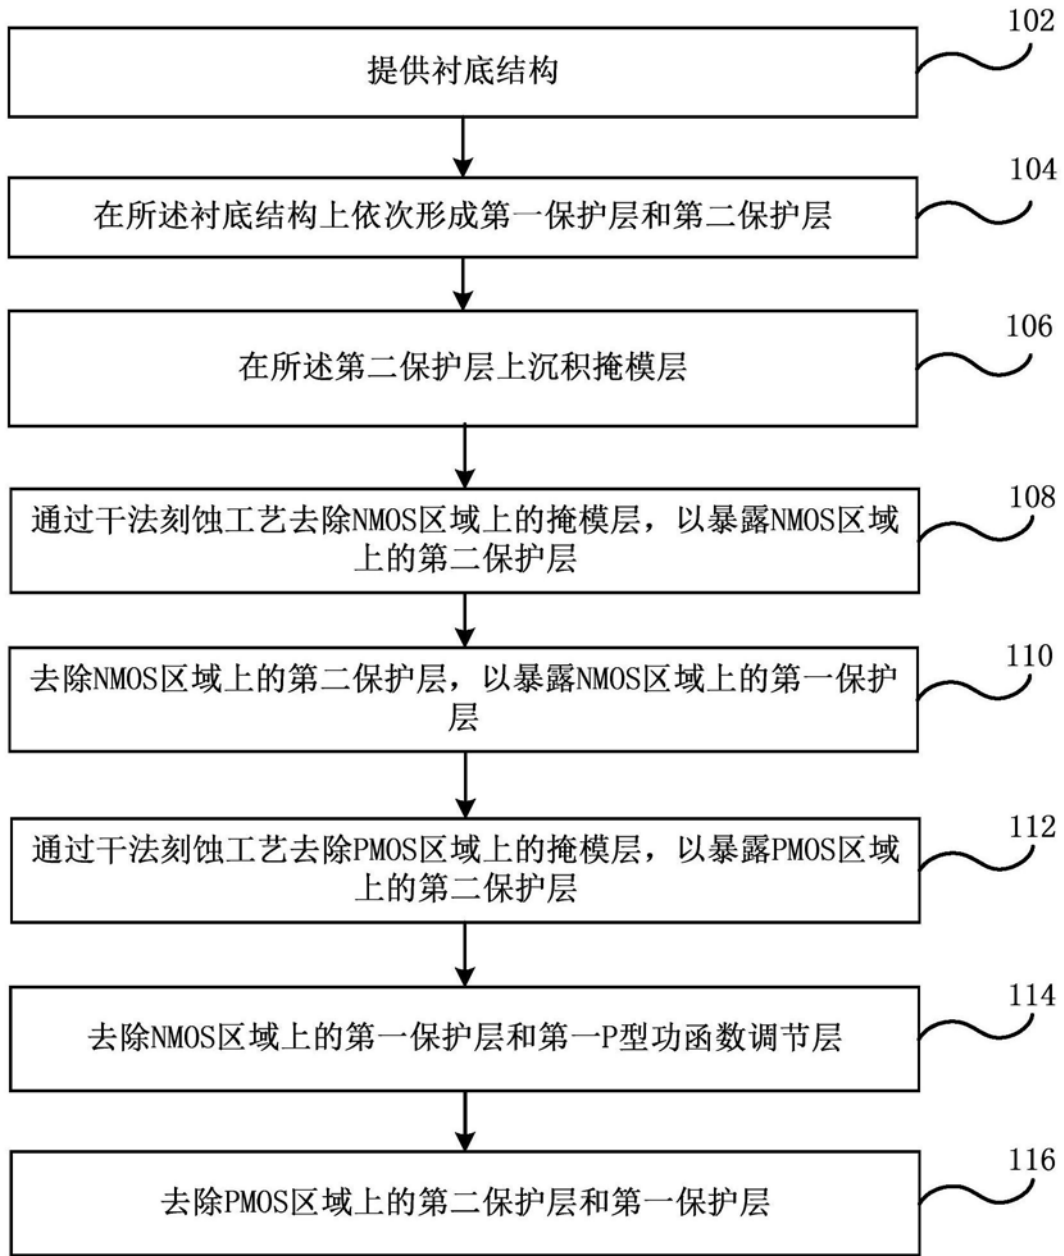 102
提供衬底结构
104
在所述衬底结构上依次形成第一保护层和第二保护层
106
在所述第二保护层上沉积掩模层
108
通过干法刻蚀工艺去除NMOS区域上的掩模层，以暴露NMOS区域
上的第二保护层
110
去除NMOS区域上的第二保护层，以暴露NMOS区域上的第一保护
层
112
通过干法刻蚀工艺去除PMOS区域上的掩模层，以暴露PMOS区域
上的第二保护层
114
去除NMOS区域上的第一保护层和第一P型功函数调节层
116
去除PMOS区域上的第二保护层和第一保护层